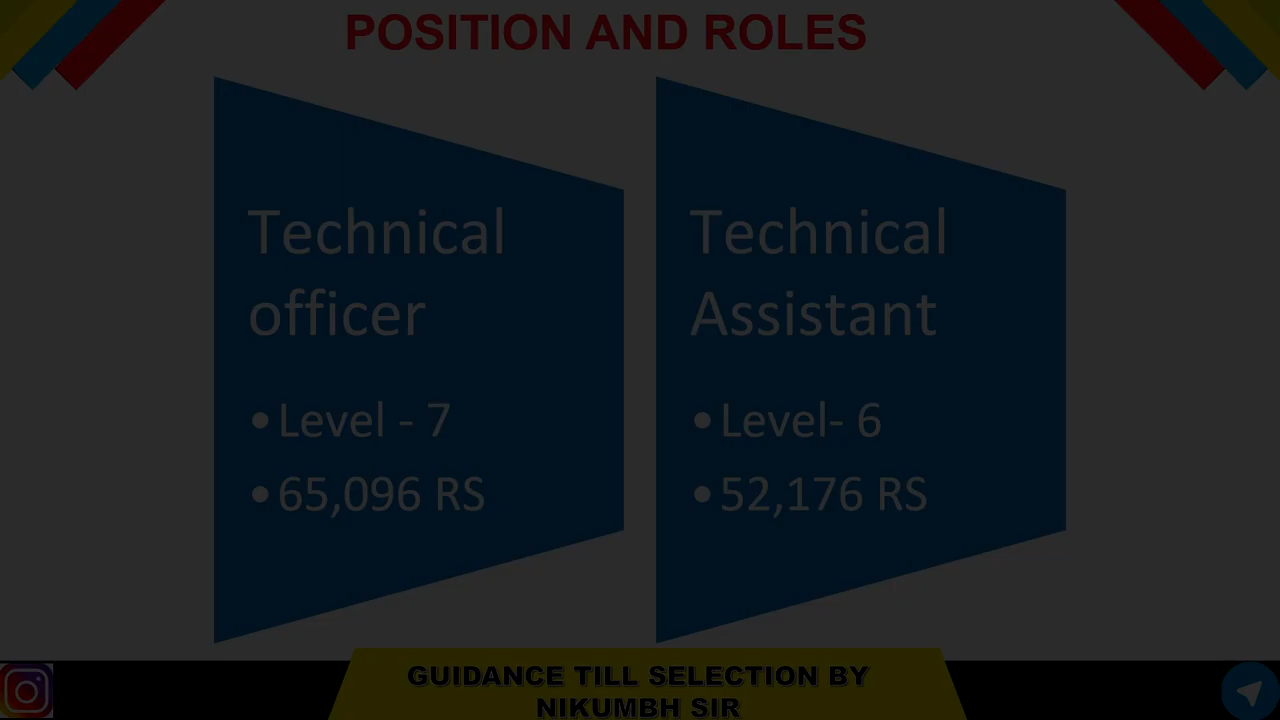 POSITION AND ROLES
Technical
officer
• Level - 7
• 65,096 RS
Technical
Assistant
• Level- 6
• 52,176 RS
GUIDANCE TILL SELECTION BY
NIKUMBH SIR